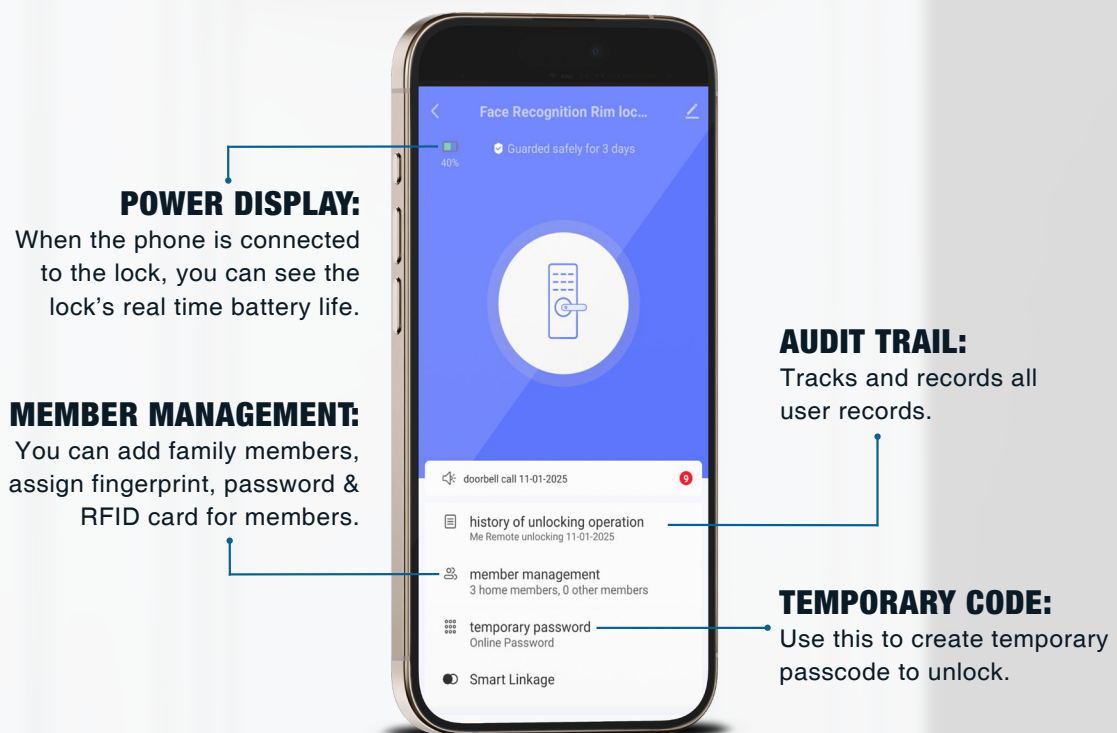 Face Recognition Rim loc...
40%
Guarded safely for 3 days
POWER DISPLAY:
When the phone is connected
to the lock, you can see the
lock's real time battery life.
MEMBER MANAGEMENT:
You can add family members,
assign fingerprint, password &
RFID card for members.
doorbell call 11-01-2025
9
history of unlocking operation
Me Remote unlocking 11-01-2025
member management
3 home members, 0 other members
temporary password
Online Password
Smart Linkage
AUDIT TRAIL:
Tracks and records all
user records.
TEMPORARY CODE:
Use this to create temporary
passcode to unlock.